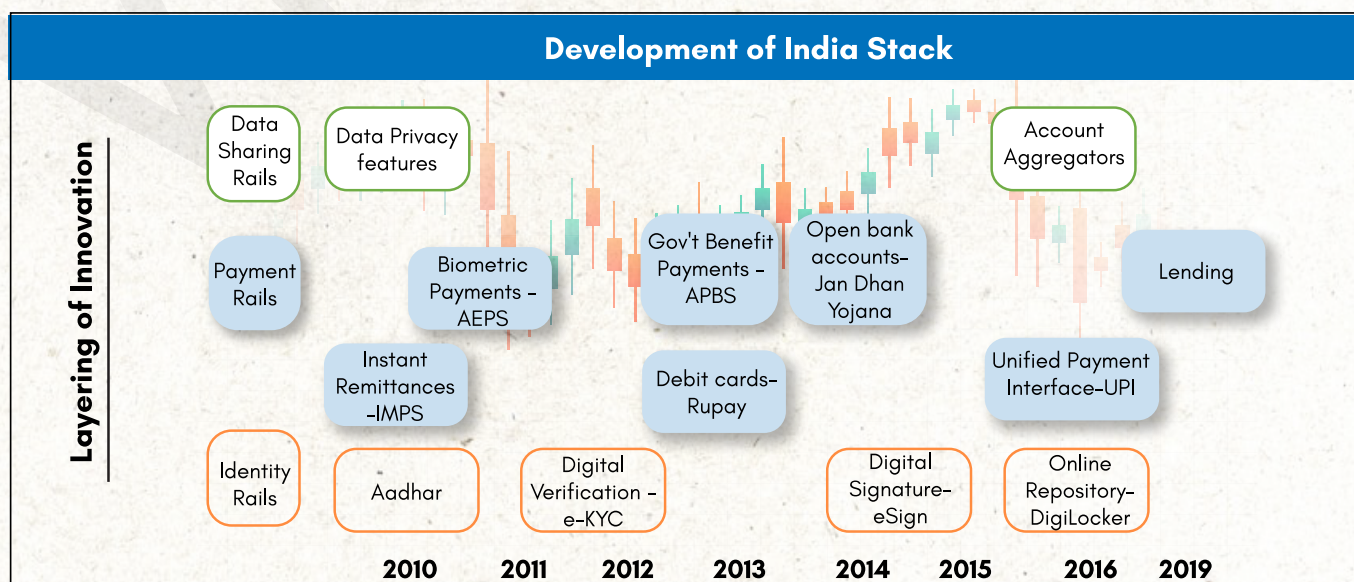 Development of India Stack
Layering of Innovation
Data
Sharing
Rails
Data Privacy
features
Account
Aggregators
Payment
Rails
Biometric
Payments -
AEPS
Gov't Benefit
Payments -
APBS
Open bank
accounts-
Jan Dhan
Yojana
Lending
Instant
Remittances
-IMPS
Debit cards-
Rupay
Unified Payment
Interface-UPI
Identity
Rails
Aadhar
Digital
Verification -
e-KYC
Digital
Signature-
eSign
Online
Repository-
DigiLocker
2010 2011 2012 2013 2014 2015 2016 2019